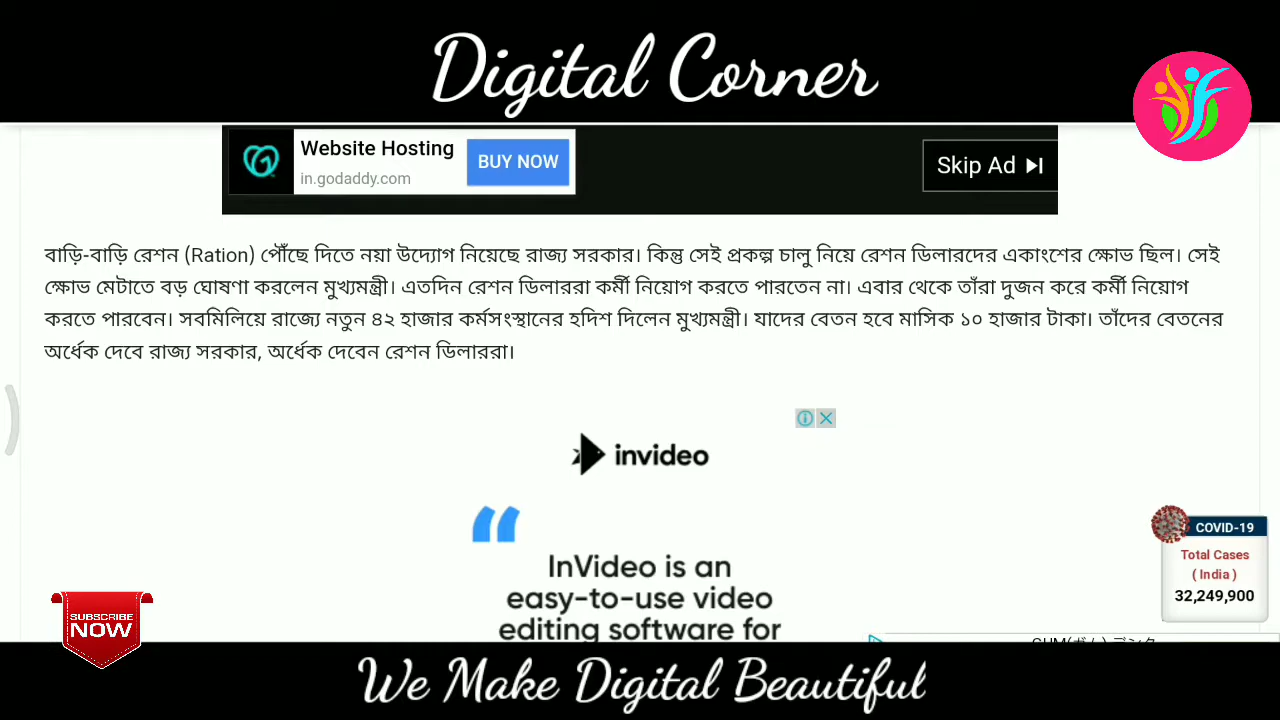 Digital Corner
Website Hosting
in.godaddy.com
BUY NOW
Skip Ad
বাড়ি-বাড়ি রেশন (Ration) পৌঁছে দিতে নয়া উদ্যোগ নিয়েছে রাজ্য সরকার। কিন্তু সেই প্রকল্প চালু নিয়ে রেশন ডিলারদের একাংশের ক্ষোভ ছিল। সেই
ক্ষোভ মেটাতে বড় ঘোষণা করলেন মুখ্যমন্ত্রী। এতদিন রেশন ডিলাররা কর্মী নিয়োগ করতে পারতেন না। এবার থেকে তাঁরা দুজন করে কর্মী নিয়োগ
করতে পারবেন। সবমিলিয়ে রাজ্যে নতুন ৪২ হাজার কর্মসংস্থানের হদিশ দিলেন মুখ্যমন্ত্রী। যাদের বেতন হবে মাসিক ১০ হাজার টাকা। তাঁদের বেতনের
অর্ধেক দেবে রাজ্য সরকার, অর্ধেক দেবেন রেশন ডিলাররা।
invideo
“
InVideo is an
easy-to-use video
editing software for
COVID-19
Total Cases
( India )
32,249,900
SUBSCRIBE
NOW
We Make Digital Beautiful